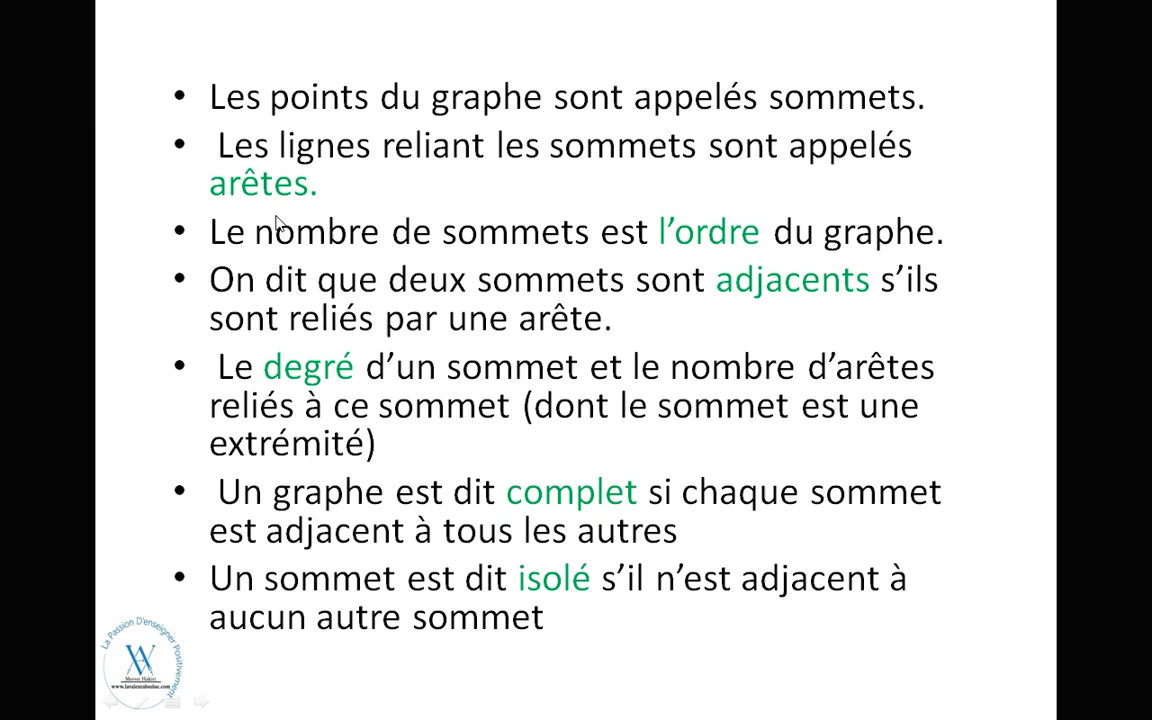 • Les points du graphe sont appelés sommets.
• Les lignes reliant les sommets sont appelés
arêtes.
• Le nombre de sommets est l’ordre du graphe.
• On dit que deux sommets sont adjacents s’ils
sont reliés par une arête.
• Le degré d’un sommet et le nombre d’arêtes
reliés à ce sommet (dont le sommet est une
extrémité)
• Un graphe est dit complet si chaque sommet
est adjacent à tous les autres
• Un sommet est dit isolé s’il n’est adjacent à
aucun autre sommet
La Passion D'enseigner Positivement